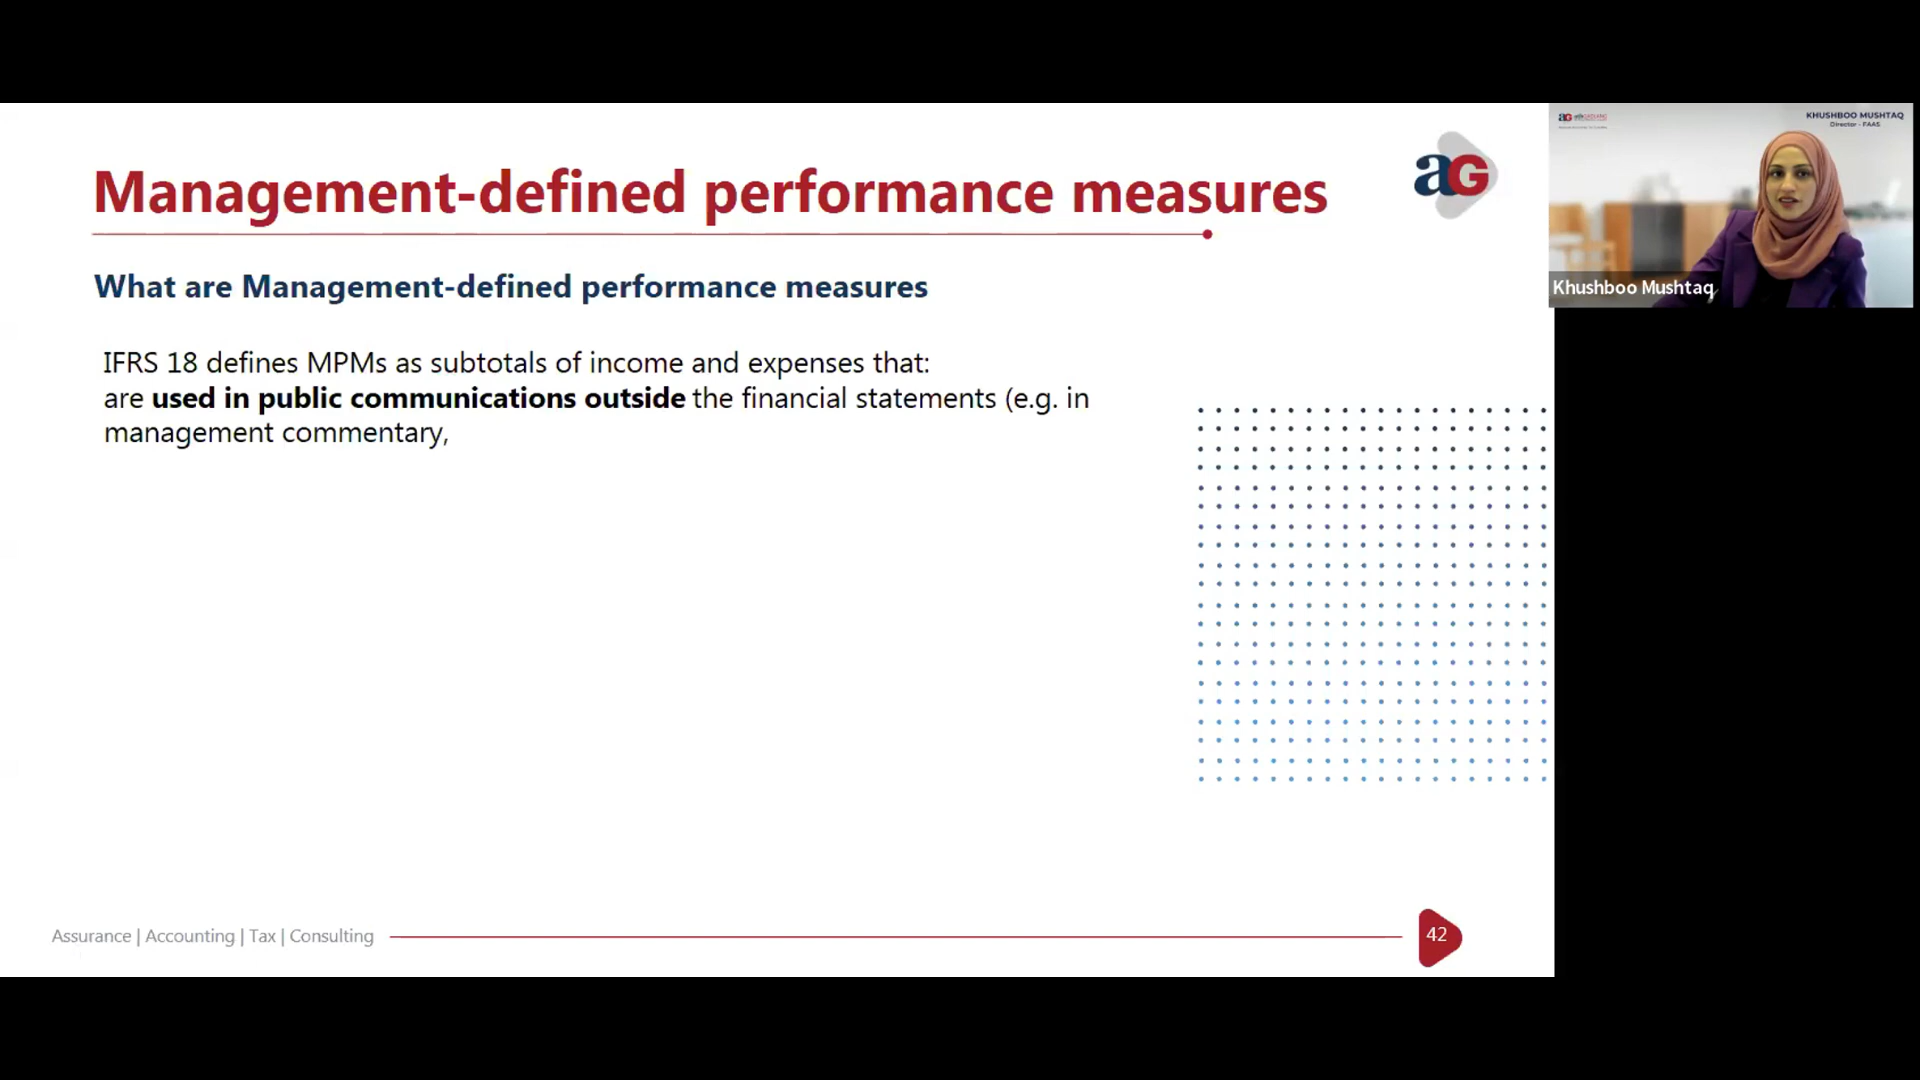 Management-defined performance measures
aG
KHUSHBOO MUSHTAQ
Director - FAAS
Khushboo Mushtaq
What are Management-defined performance measures
IFRS 18 defines MPMs as subtotals of income and expenses that:
are used in public communications outside the financial statements (e.g. in
management commentary,
Assurance | Accounting | Tax | Consulting
42